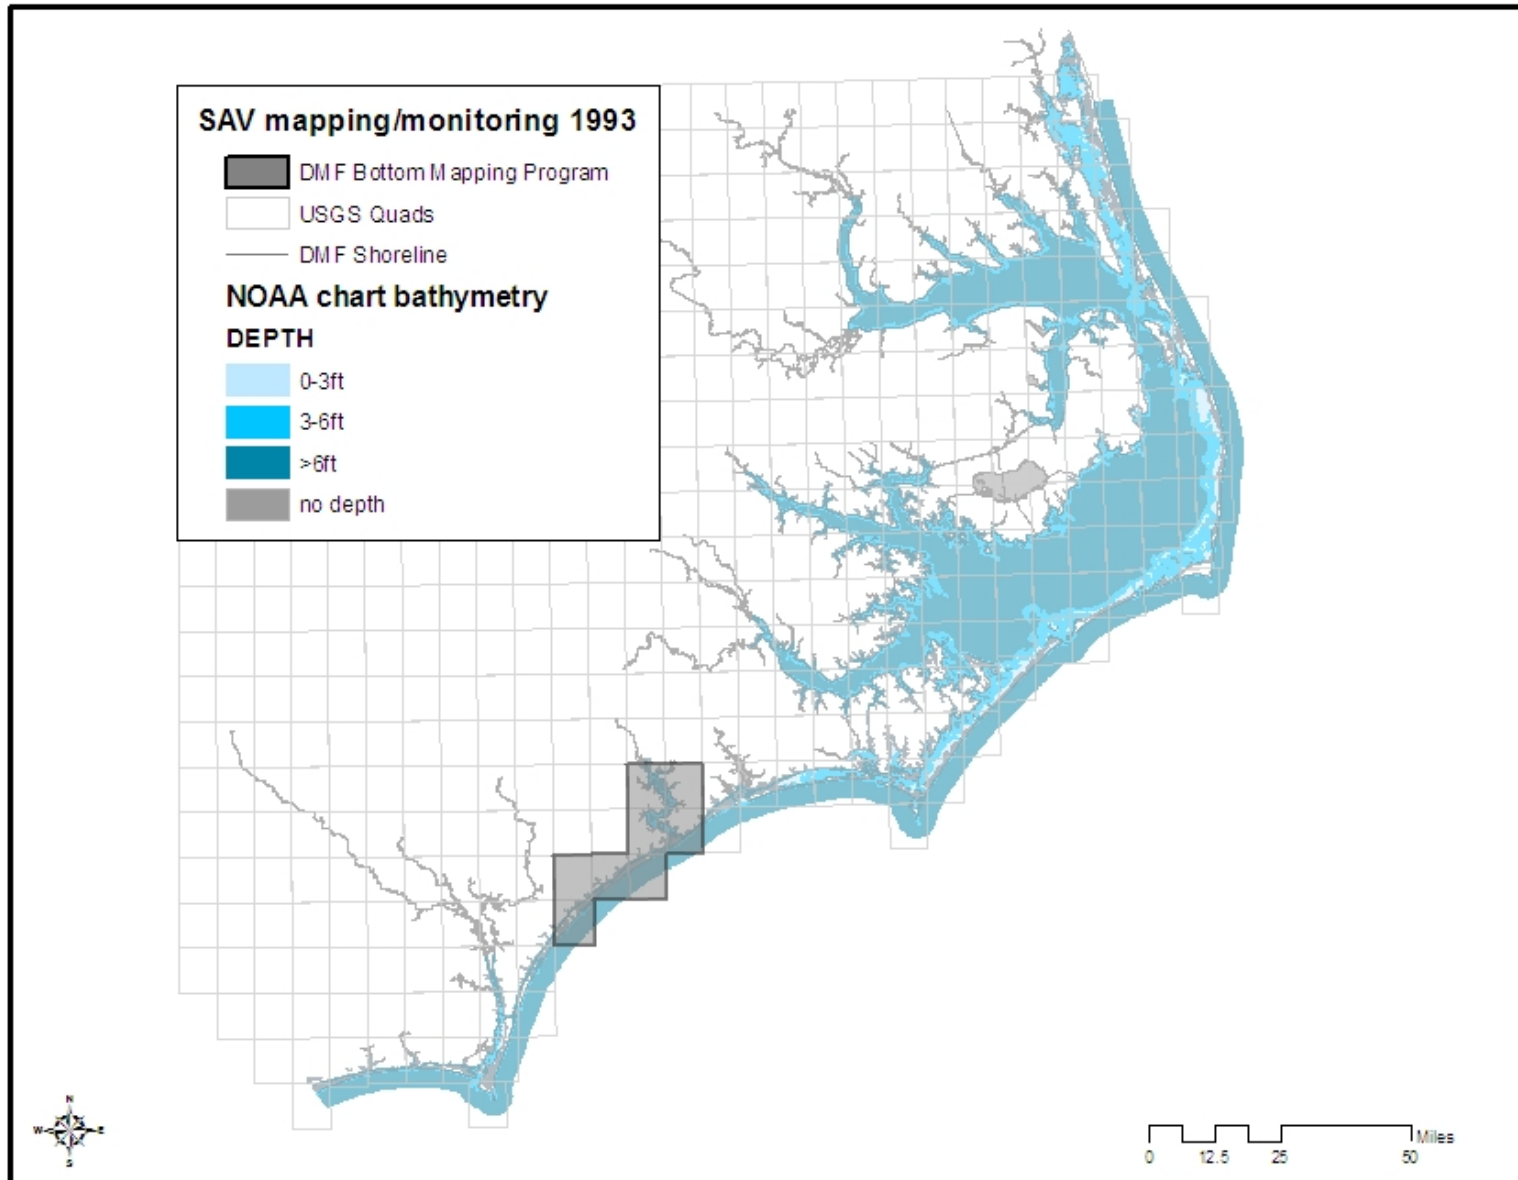 SAV mapping/monitoring 1993
DMF Bottom Mapping Program
USGS Quads
DMF Shoreline
NOAA chart bathymetry
DEPTH
0-3ft
3-6ft
>6ft
no depth
N
W E
S
Miles
0 12.5 25 50